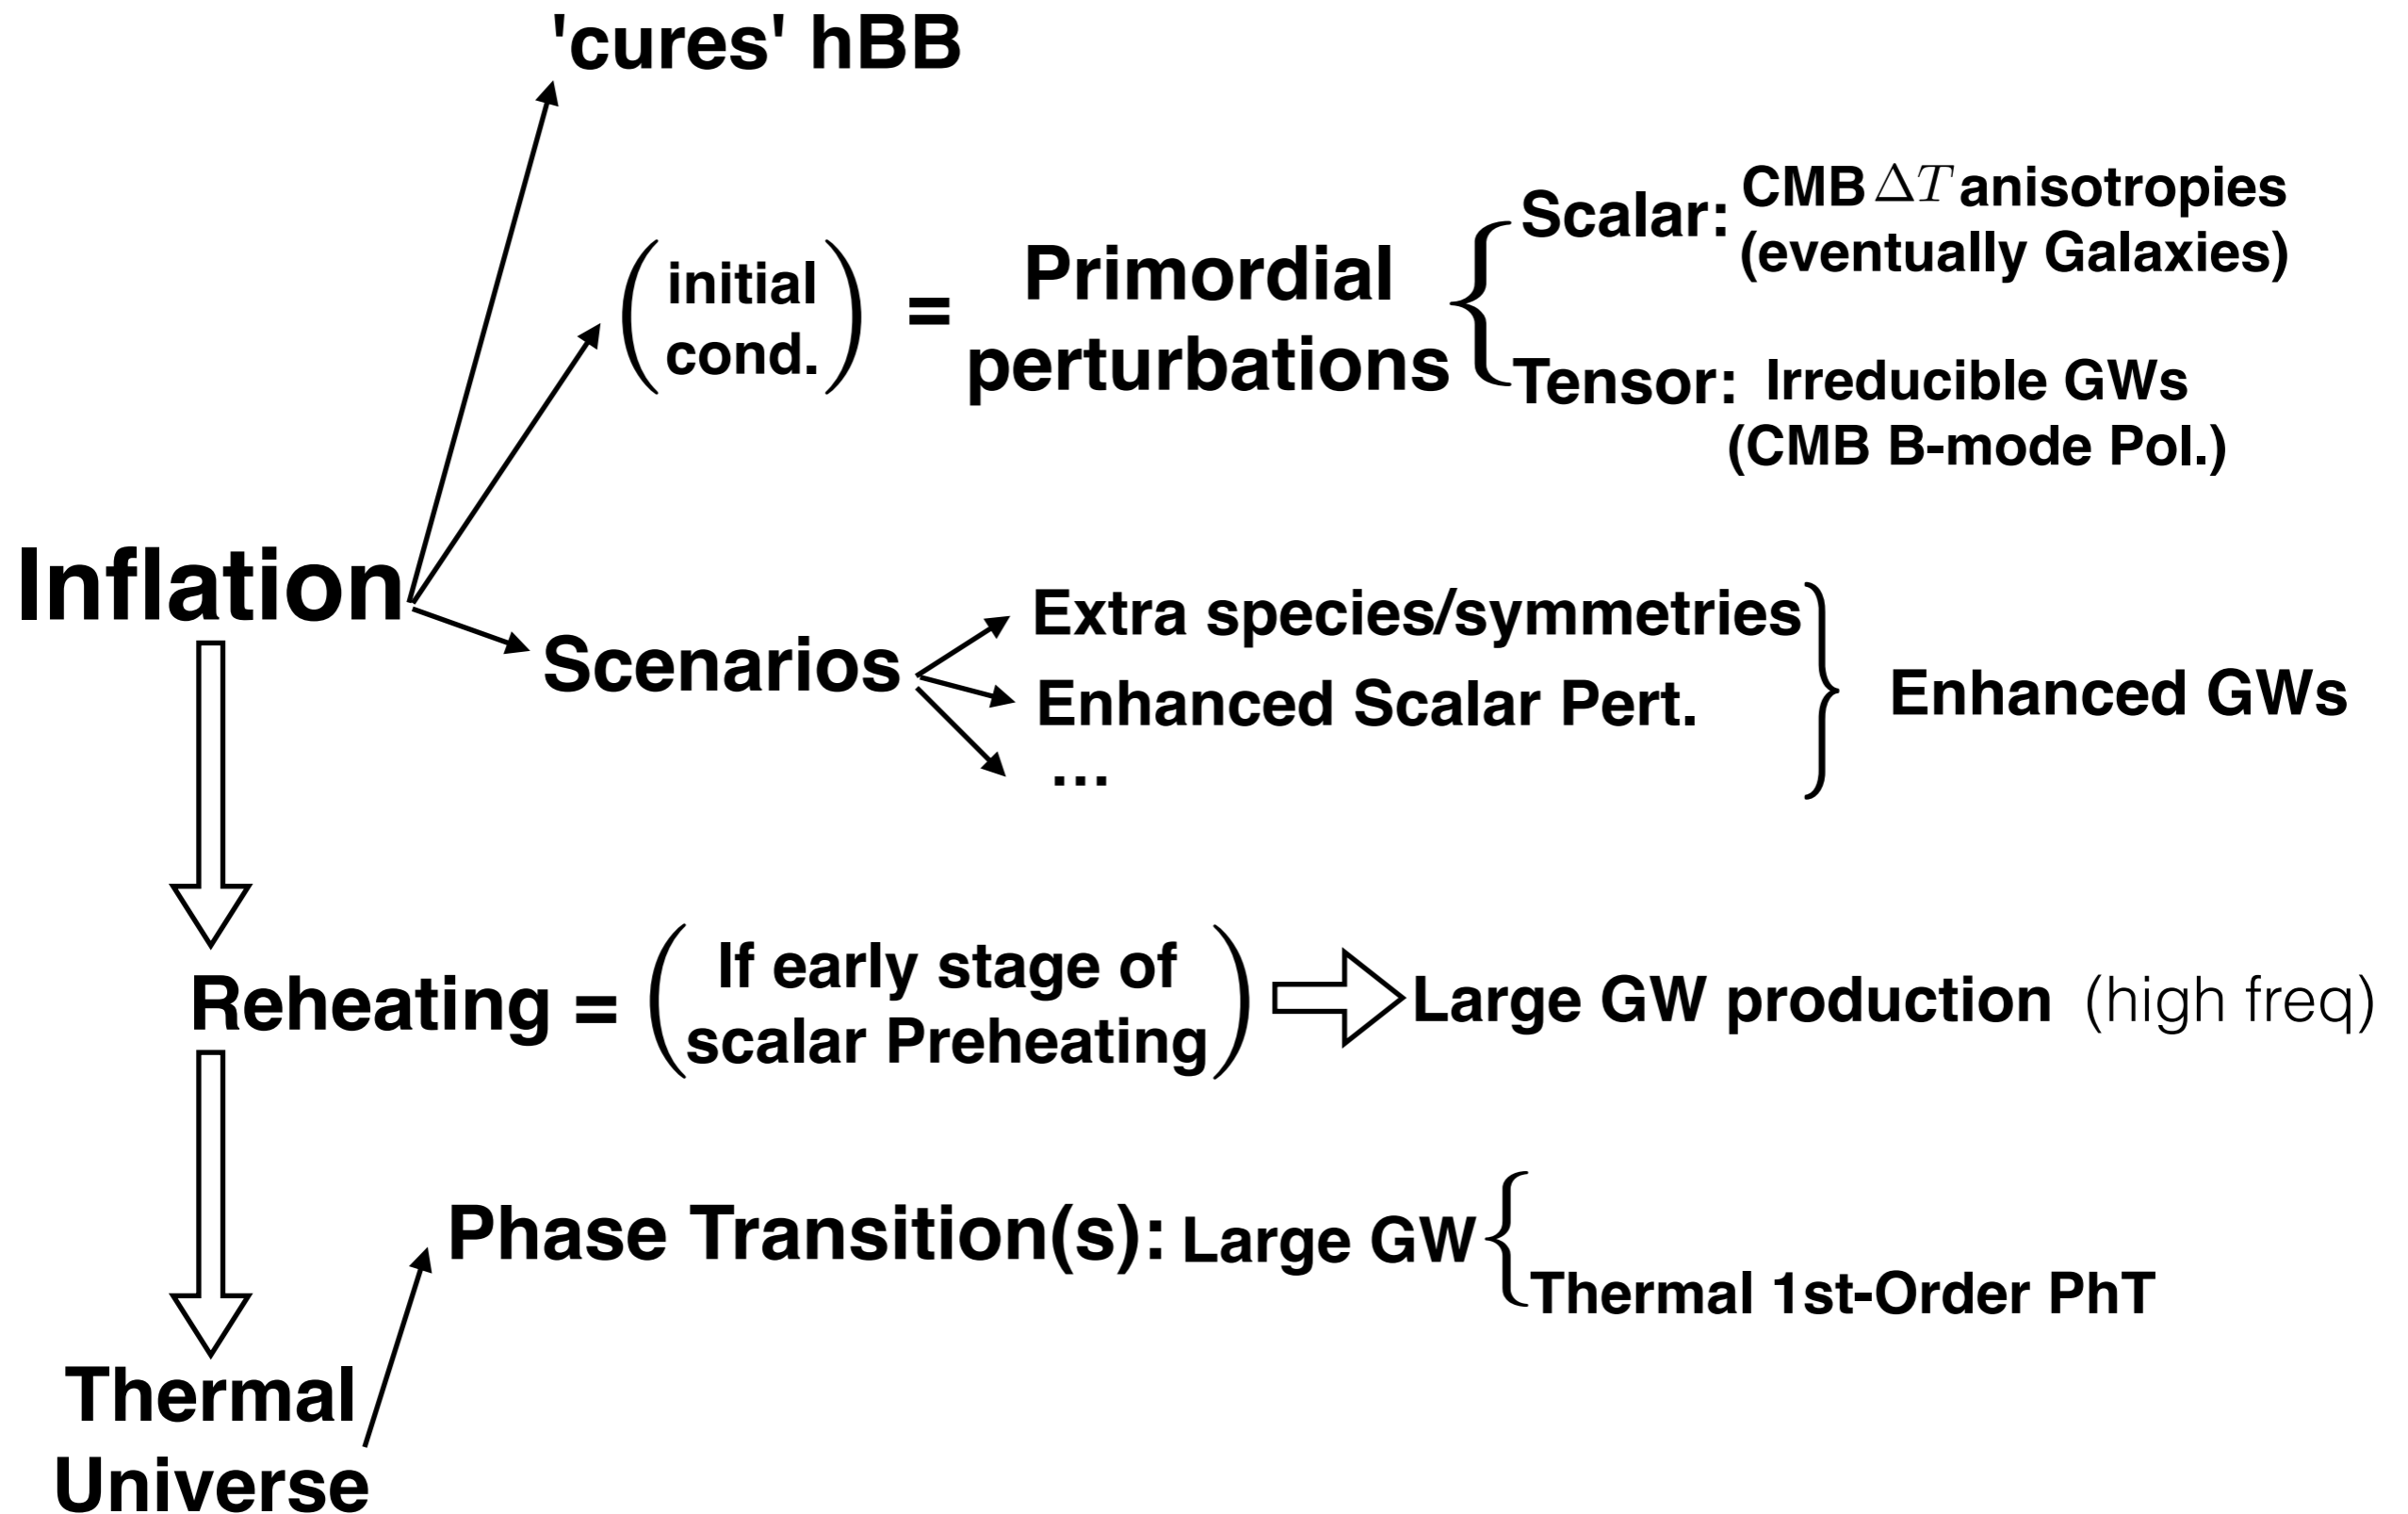 'cures' hBB
initial
cond.
=
Primordial
perturbations
Scalar:
CMB ΔT anisotropies
(eventually Galaxies)
Tensor: Irreducible GWs
(CMB B-mode Pol.)
Inflation
Scenarios
Extra species/symmetries
Enhanced Scalar Pert.
...
Enhanced GWs
Reheating =
If early stage of
scalar Preheating
Large GW production (high freq)
Phase Transition(s): Large GW
Thermal 1st-Order PhT
Thermal
Universe